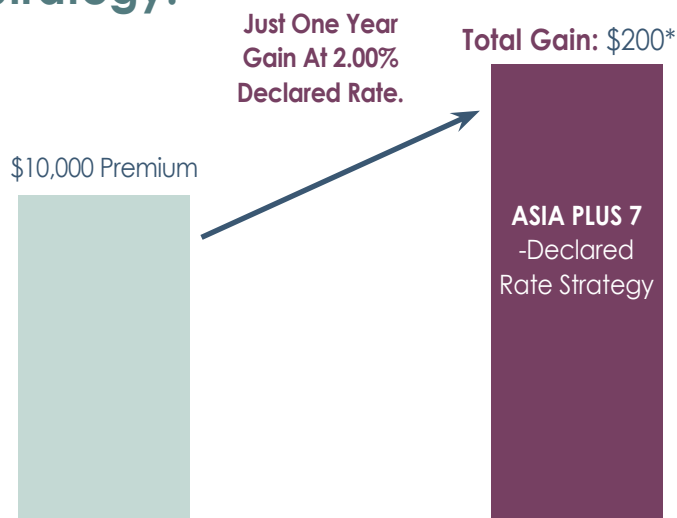 Strategy:
Just One Year
Gain At 2.00%
Declared Rate.
Total Gain: $200*
$10,000 Premium
ASIA PLUS 7
-Declared
Rate Strategy